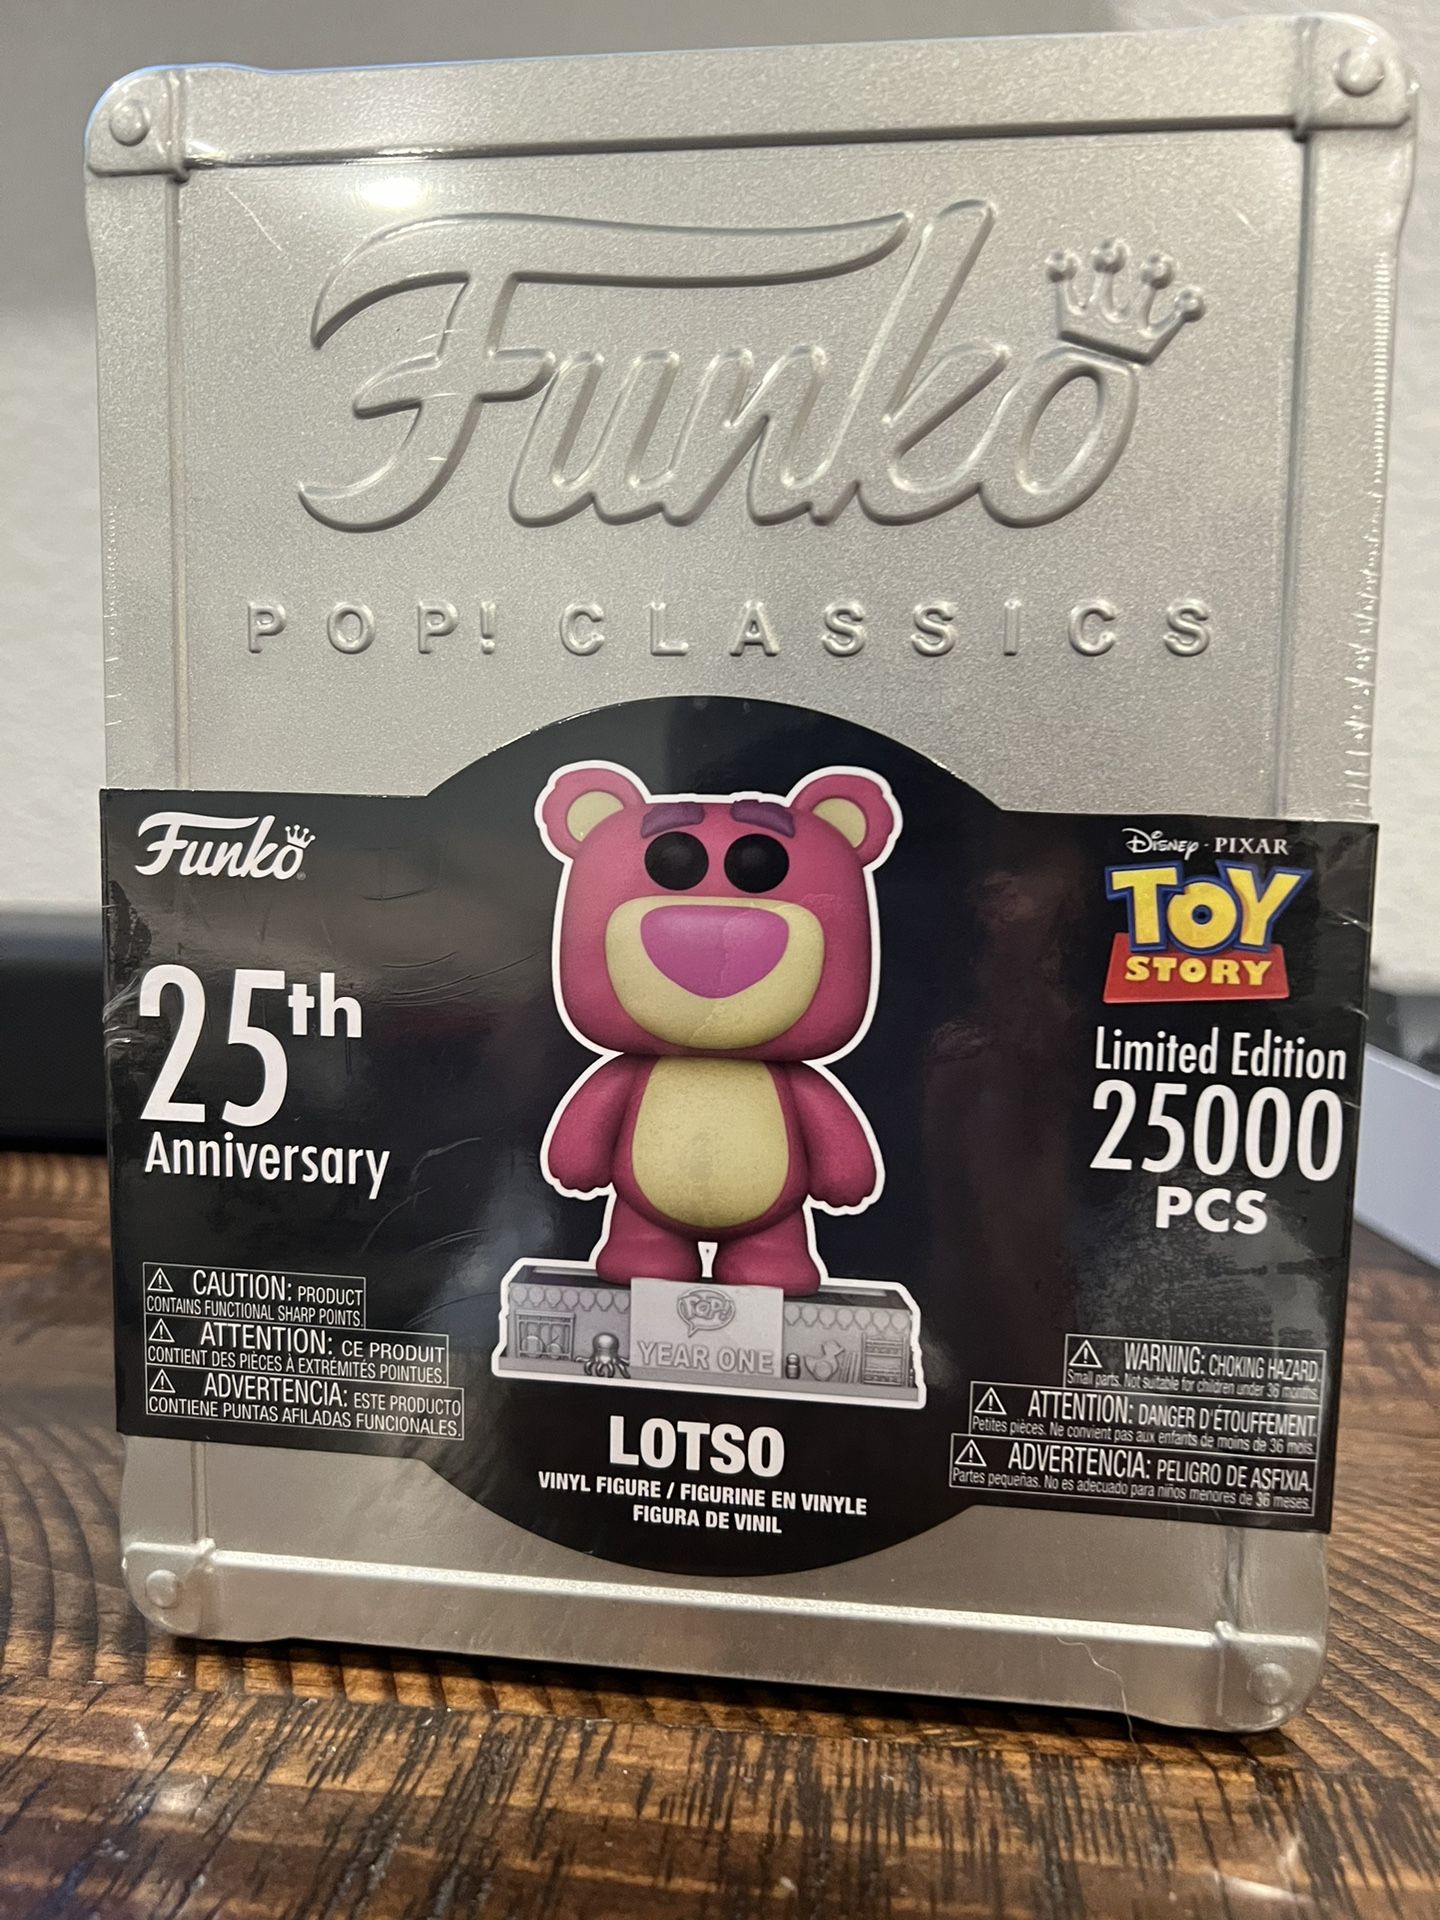 Funko
POP! CLASSICS
Funko
25th
Anniversary
⚠ CAUTION: PRODUCT
CONTAINS FUNCTIONAL SHARP POINTS.
⚠ ATTENTION: CE PRODUIT
CONTIENT DES PIÈCES À EXTRÉMITÉS POINTUES.
⚠ ADVERTENCIA: ESTE PRODUCTO
CONTIENE PUNTAS AFILADAS FUNCIONALES.
POP!
YEAR ONE
LOTSO
VINYL FIGURE / FIGURINE EN VINYLE
FIGURA DE VINIL
Disney · PIXAR
TOY
STORY
Limited Edition
25000
PCS
⚠ WARNING: CHOKING HAZARD.
Small parts. Not suitable for children under 36 months.
⚠ ATTENTION: DANGER D'ÉTOUFFEMENT.
Petites pièces. Ne convient pas aux enfants de moins de 36 mois.
⚠ ADVERTENCIA: PELIGRO DE ASFIXIA.
Partes pequeñas. No es adecuado para niños menores de 36 meses.